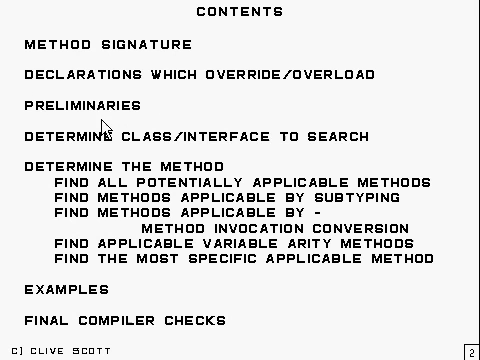 CONTENTS
METHOD SIGNATURE
DECLARATIONS WHICH OVERRIDE/OVERLOAD
PRELIMINARIES
DETERMINE CLASS/INTERFACE TO SEARCH
DETERMINE THE METHOD
FIND ALL POTENTIALLY APPLICABLE METHODS
FIND METHODS APPLICABLE BY SUBTYPING
FIND METHODS APPLICABLE BY -
METHOD INVOCATION CONVERSION
FIND APPLICABLE VARIABLE ARITY METHODS
FIND THE MOST SPECIFIC APPLICABLE METHOD
EXAMPLES
FINAL COMPILER CHECKS
C) CLIVE SCOTT
2